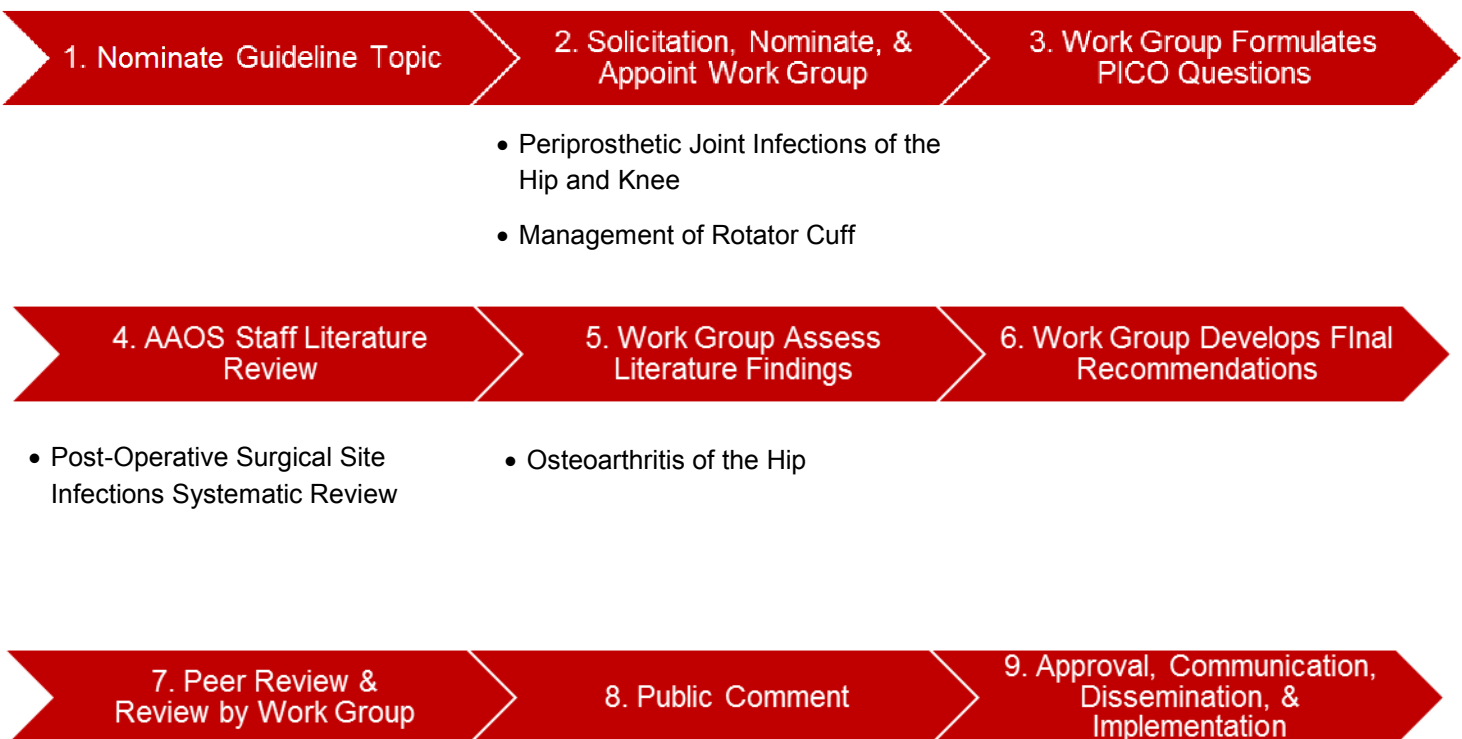 1. Nominate Guideline Topic
2. Solicitation, Nominate, &
Appoint Work Group
3. Work Group Formulates
PICO Questions
• Periprosthetic Joint Infections of the
Hip and Knee
• Management of Rotator Cuff
4. AAOS Staff Literature
Review
5. Work Group Assess
Literature Findings
6. Work Group Develops FInal
Recommendations
• Post-Operative Surgical Site
Infections Systematic Review
• Osteoarthritis of the Hip
7. Peer Review &
Review by Work Group
8. Public Comment
9. Approval, Communication,
Dissemination, &
Implementation